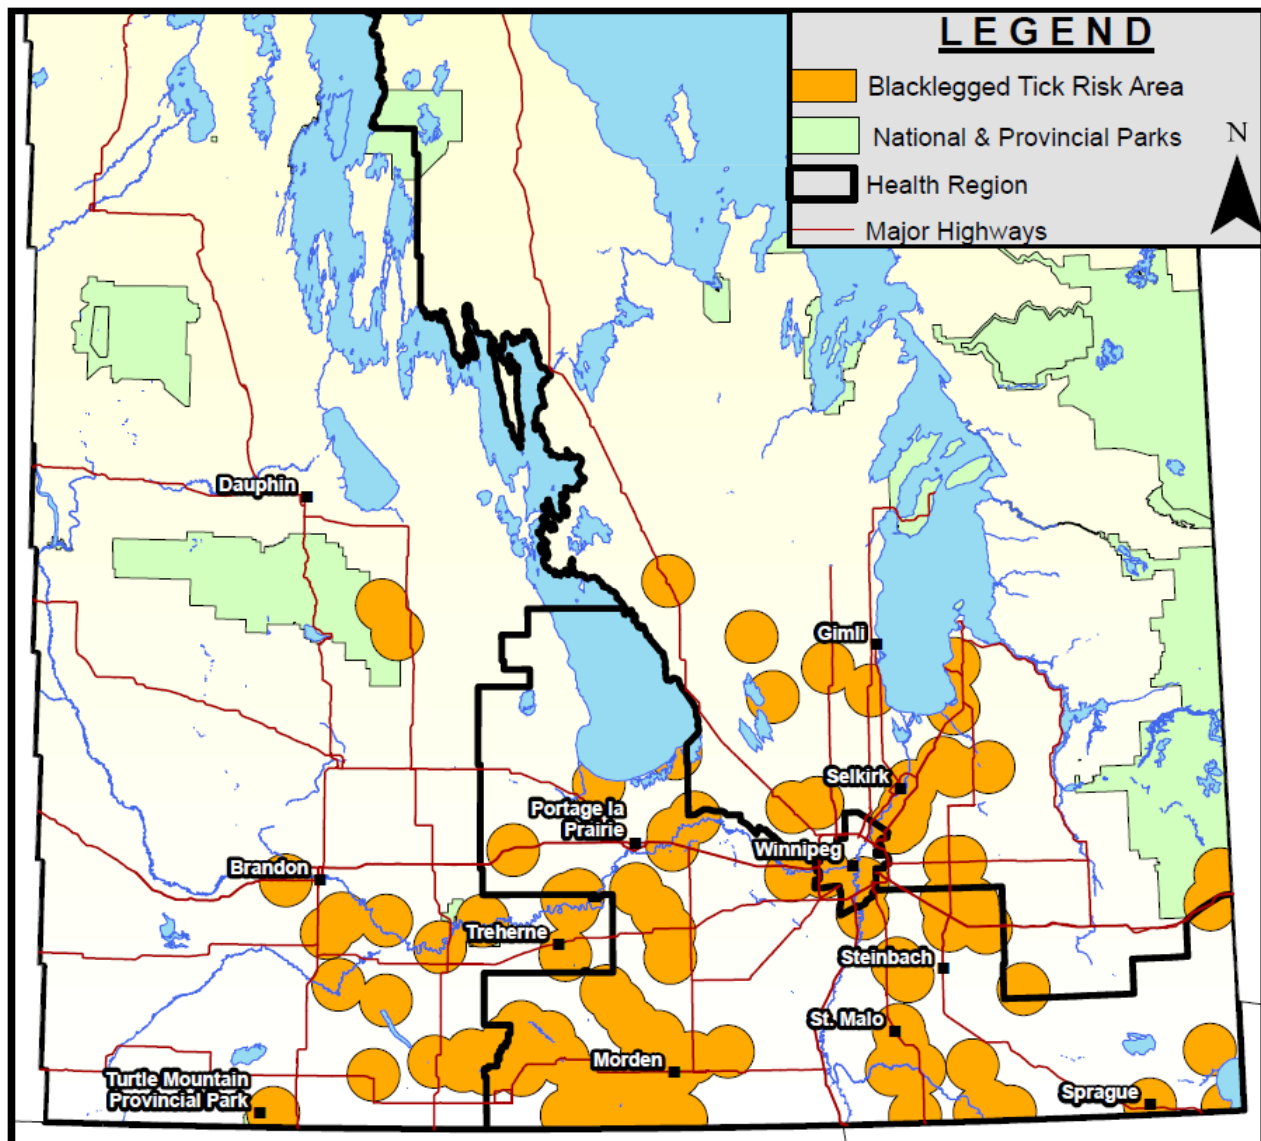 LEGEND
Blacklegged Tick Risk Area
National & Provincial Parks
N
Health Region
Major Highways
Dauphin
Gimli
Selkirk
Portage la
Prairie
Winnipeg
Brandon
Treherne
Steinbach
St. Malo
Morden
Turtle Mountain
Provincial Park
Sprague